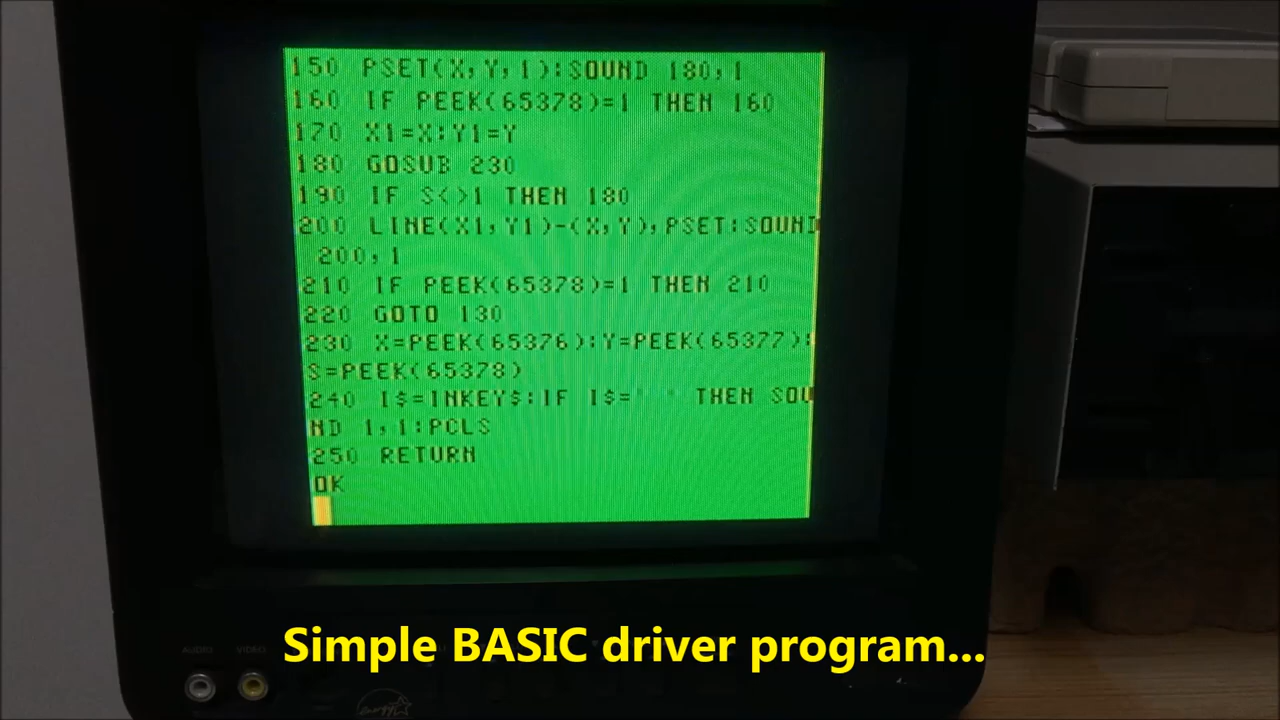 150 PSET(X,Y,1):SOUND 180,1
160 IF PEEK(65378)=1 THEN 160
170 X1=X:Y1=Y
180 GOSUB 230
190 IF S<>1 THEN 180
200 LINE(X1,Y1)-(X,Y),PSET:SOUND
200,1
210 IF PEEK(65378)=1 THEN 210
220 GOTO 130
230 X=PEEK(65376):Y=PEEK(65377):
S=PEEK(65378)
240 I$=INKEY$:IF I$=" " THEN SOU
ND 1,1:PCLS
250 RETURN
OK
Simple BASIC driver program...
AUDIO VIDEO